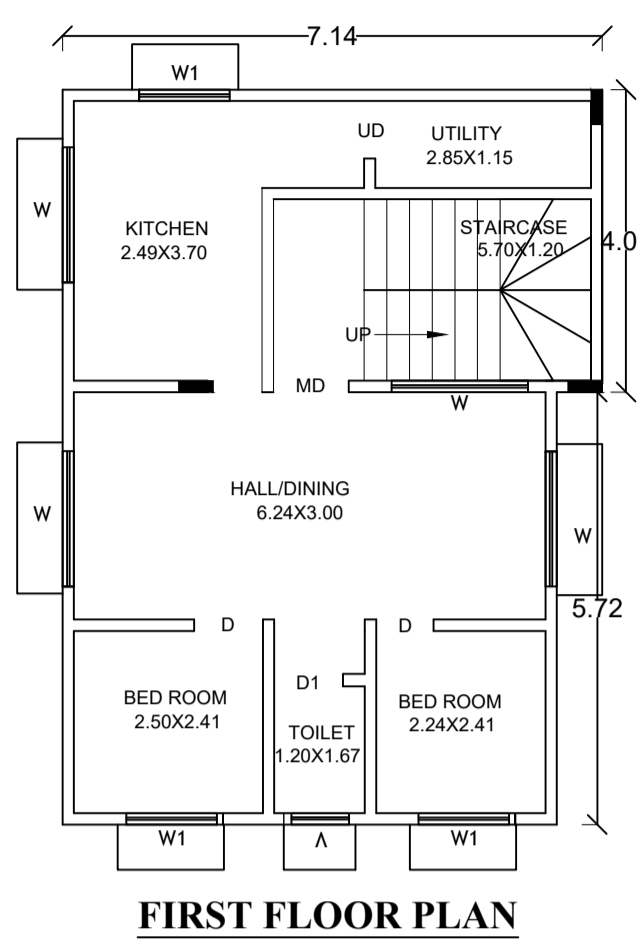 7.14
W1
UD
UTILITY
2.85X1.15
W
KITCHEN
2.49X3.70
STAIRCASE
5.70X1.20
4.0
UP
MD
W
HALL/DINING
6.24X3.00
W
W
5.72
D
D
BED ROOM
2.50X2.41
D1
TOILET
1.20X1.67
BED ROOM
2.24X2.41
W1
V
W1
FIRST FLOOR PLAN